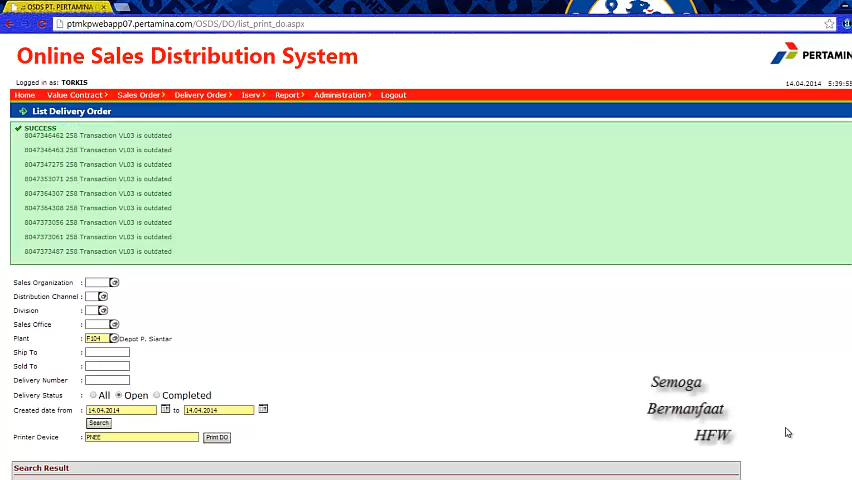 .:: OSDS PT. PERTAMINA (
ptmkpwebapp07.pertamina.com/OSDS/DO/list_print_do.aspx
Online Sales Distribution System
PERTAMIN
Logged in as: TORKIS
14.04.2014 5:39:55
Home Value Contract Sales Order Delivery Order Iserv Report Administration Logout
List Delivery Order
SUCCESS
8047346462 258 Transaction VL03 is outdated
8047346463 258 Transaction VL03 is outdated
8047347275 258 Transaction VL03 is outdated
8047353071 258 Transaction VL03 is outdated
8047364307 258 Transaction VL03 is outdated
8047364308 258 Transaction VL03 is outdated
8047373056 258 Transaction VL03 is outdated
8047373061 258 Transaction VL03 is outdated
8047373487 258 Transaction VL03 is outdated
Sales Organization :
Distribution Channel :
Division :
Sales Office :
Plant : F104 Depot P. Siantar
Ship To :
Sold To :
Delivery Number :
Delivery Status : All Open Completed
Created date from : 14.04.2014 to : 14.04.2014
Search
Printer Device : PNEE Print DO
Semoga
Bermanfaat
HFW
Search Result